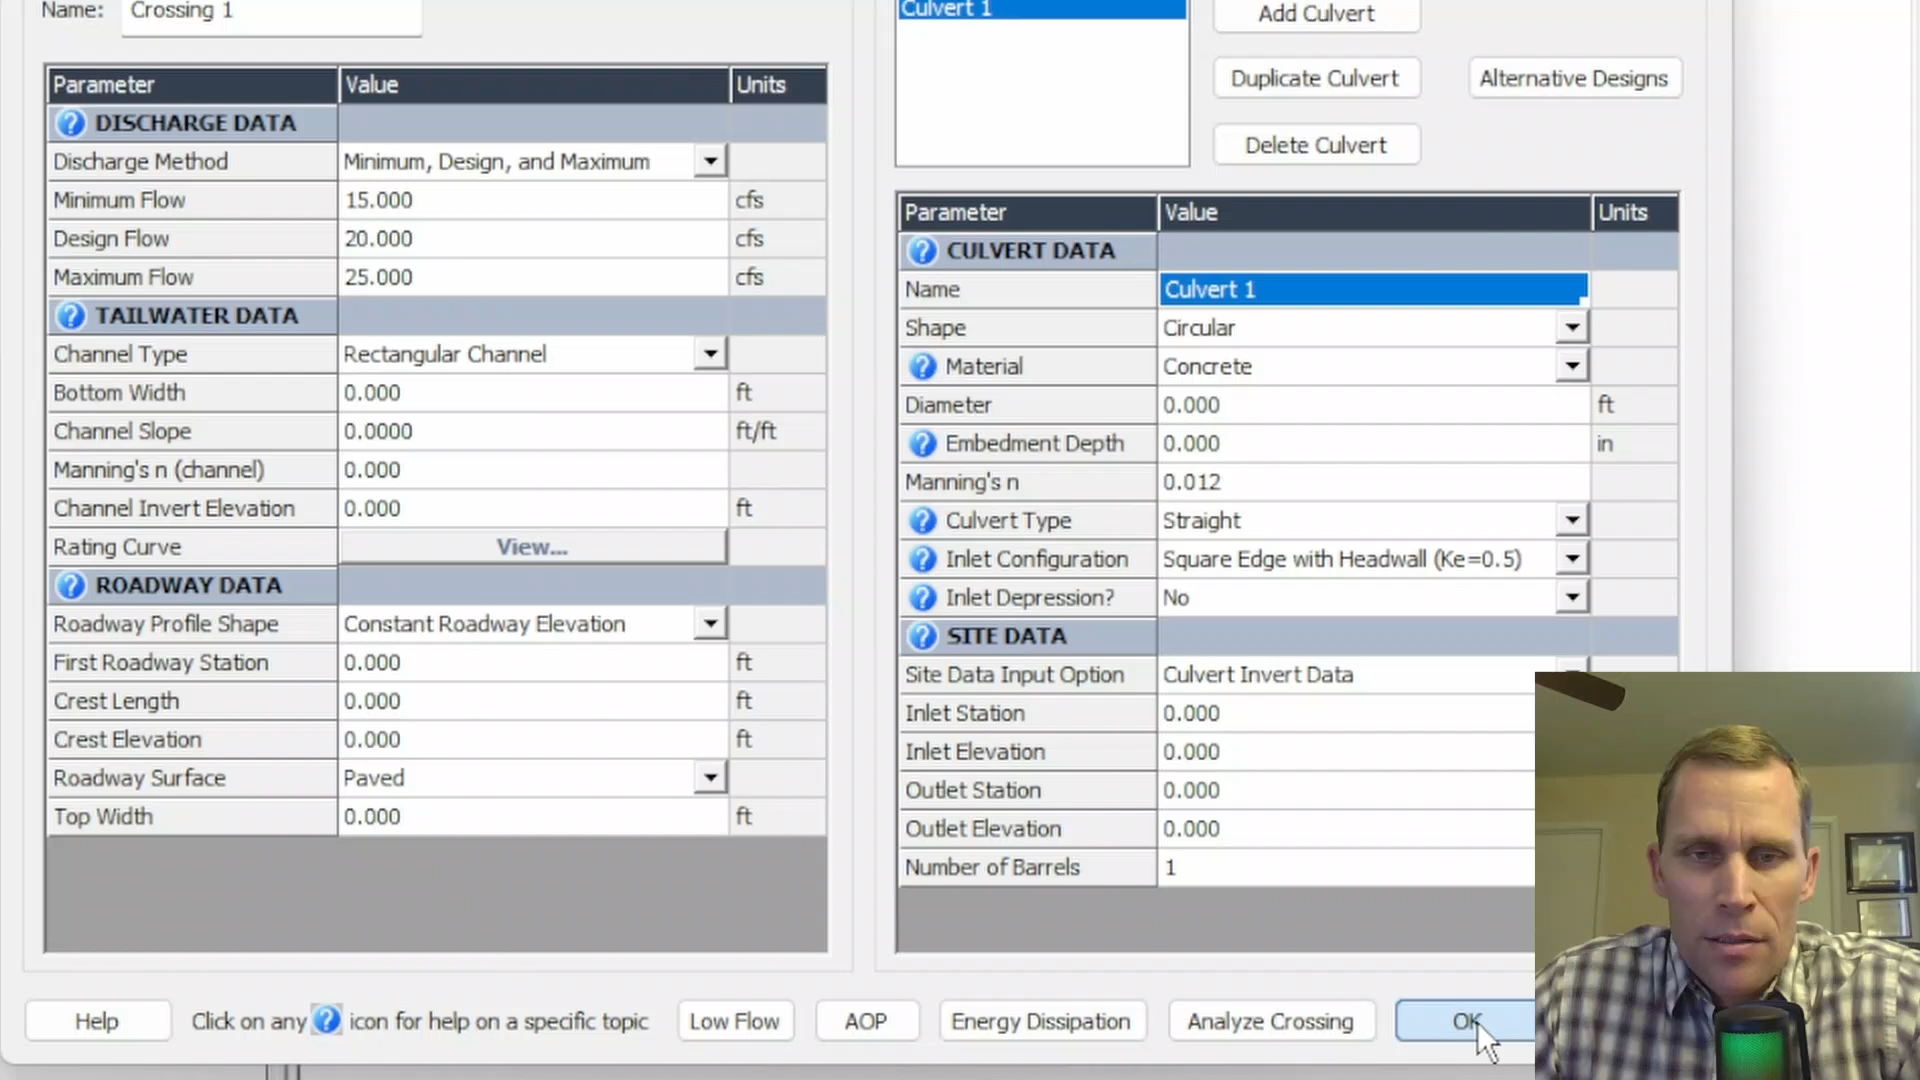 Name: Crossing 1
Parameter Value Units
DISCHARGE DATA
Discharge Method Minimum, Design, and Maximum
Minimum Flow 15.000 cfs
Design Flow 20.000 cfs
Maximum Flow 25.000 cfs
TAILWATER DATA
Channel Type Rectangular Channel
Bottom Width 0.000 ft
Channel Slope 0.0000 ft/ft
Manning's n (channel) 0.000
Channel Invert Elevation 0.000 ft
Rating Curve View...
ROADWAY DATA
Roadway Profile Shape Constant Roadway Elevation
First Roadway Station 0.000 ft
Crest Length 0.000 ft
Crest Elevation 0.000 ft
Roadway Surface Paved
Top Width 0.000 ft
Culvert 1
Add Culvert
Duplicate Culvert Alternative Designs
Delete Culvert
Parameter Value Units
CULVERT DATA
Name Culvert 1
Shape Circular
Material Concrete
Diameter 0.000 ft
Embedment Depth 0.000 in
Manning's n 0.012
Culvert Type Straight
Inlet Configuration Square Edge with Headwall (Ke=0.5)
Inlet Depression? No
SITE DATA
Site Data Input Option Culvert Invert Data
Inlet Station 0.000
Inlet Elevation 0.000
Outlet Station 0.000
Outlet Elevation 0.000
Number of Barrels 1
Help Click on any ? icon for help on a specific topic Low Flow AOP Energy Dissipation Analyze Crossing OK